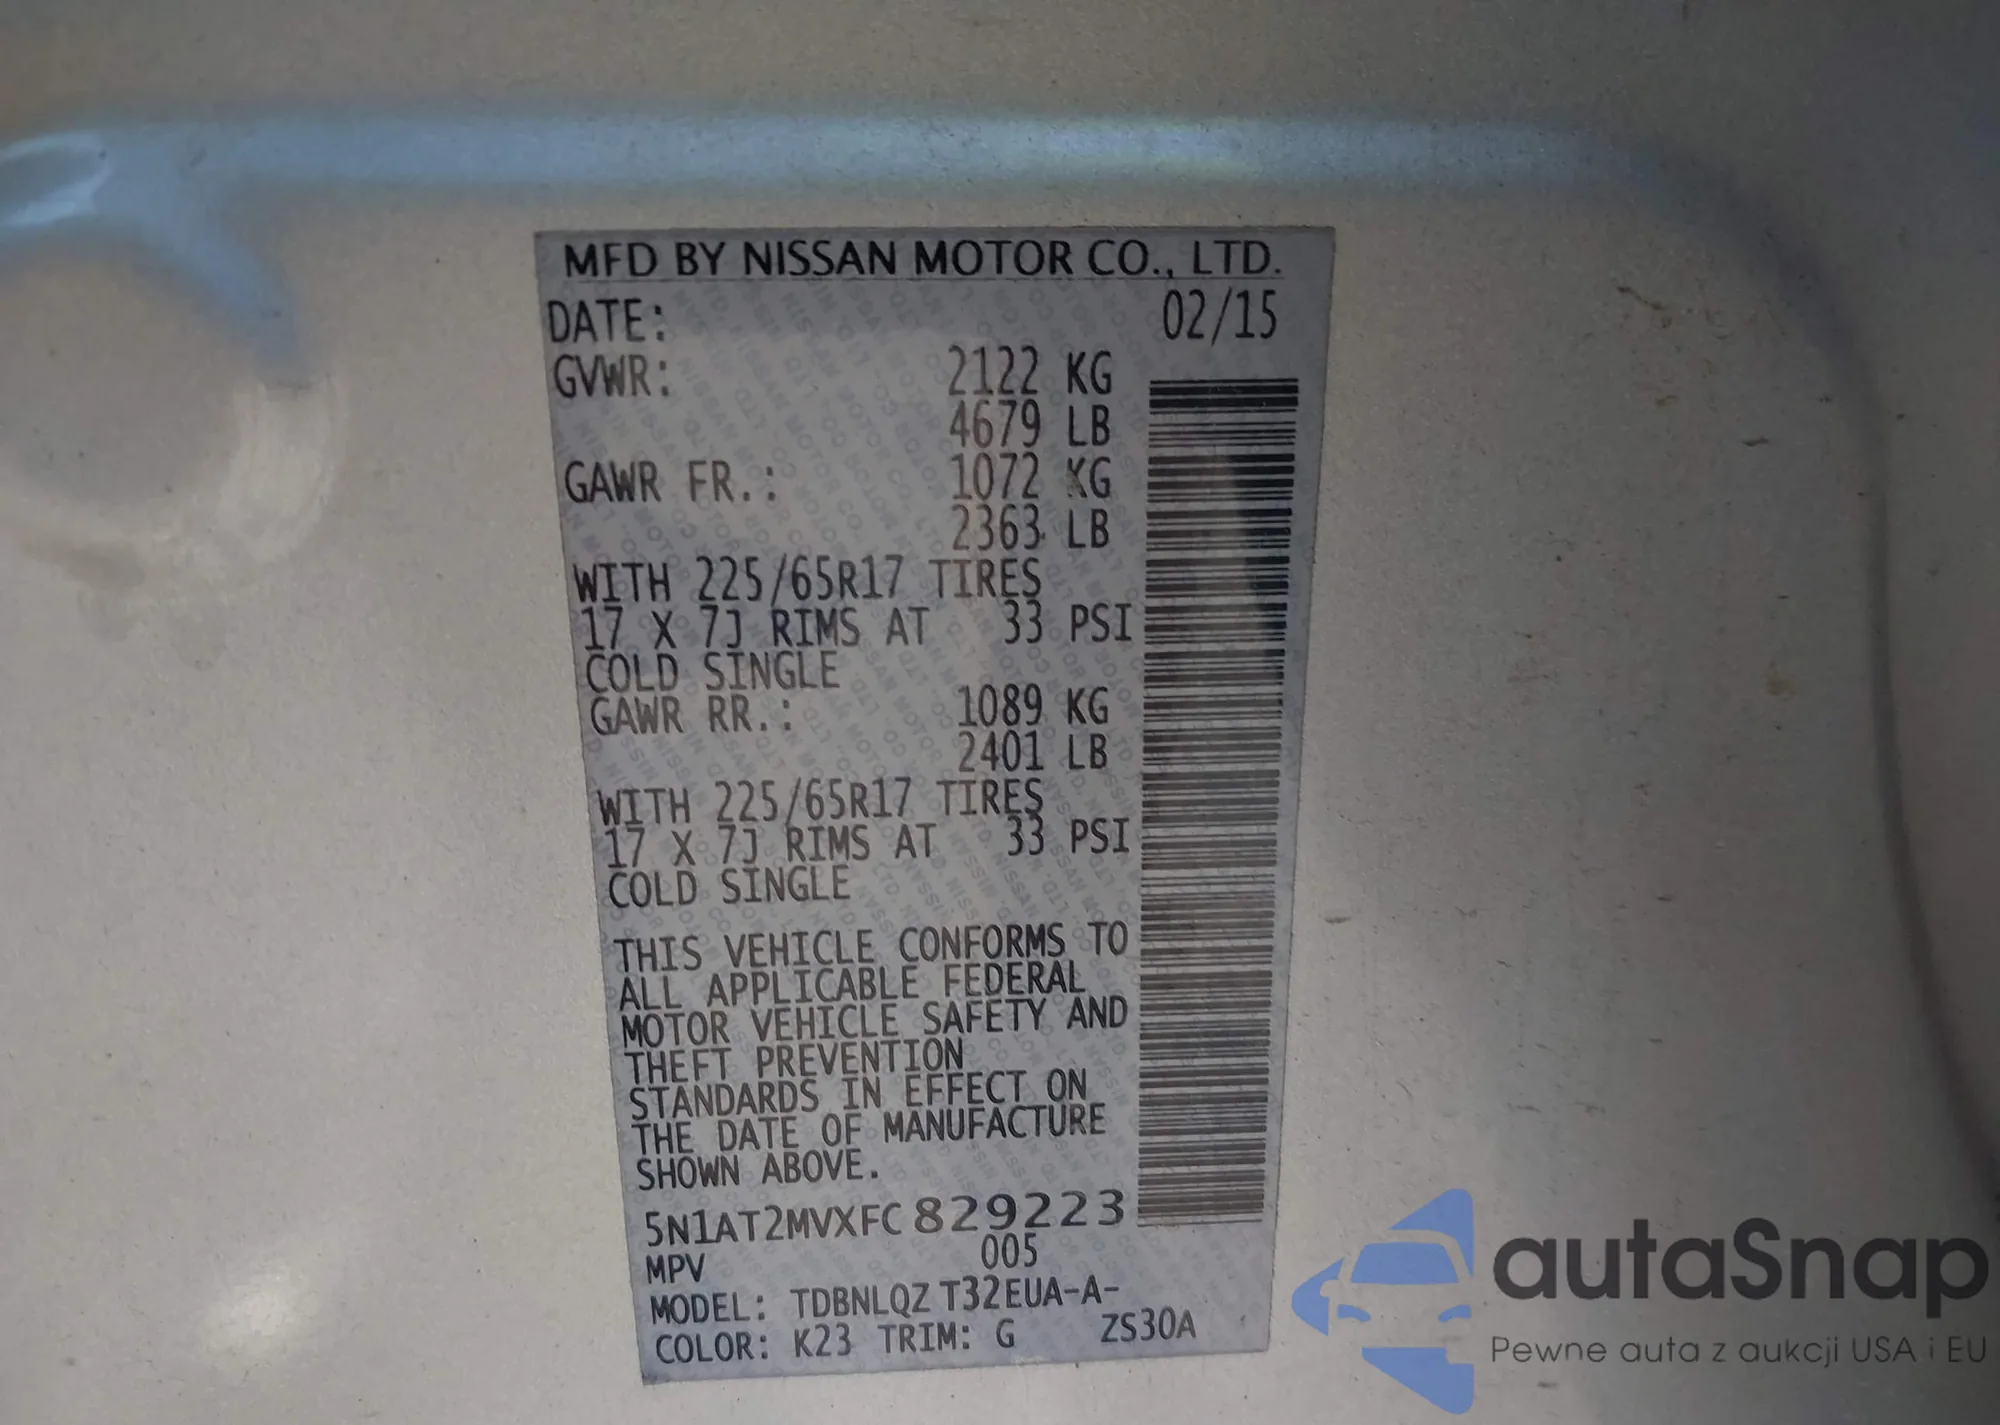 MFD BY NISSAN MOTOR CO., LTD.
DATE: 02/15
GVWR: 2122 KG
4679 LB
GAWR FR.: 1072 KG
2363 LB
WITH 225/65R17 TIRES
17 X 7J RIMS AT 33 PSI
COLD SINGLE
GAWR RR.: 1089 KG
2401 LB
WITH 225/65R17 TIRES
17 X 7J RIMS AT 33 PSI
COLD SINGLE
THIS VEHICLE CONFORMS TO
ALL APPLICABLE FEDERAL
MOTOR VEHICLE SAFETY AND
THEFT PREVENTION
STANDARDS IN EFFECT ON
THE DATE OF MANUFACTURE
SHOWN ABOVE.
5N1AT2MVXFC829223
MPV 005
MODEL: TDBNLQZ T32EUA-A-
COLOR: K23 TRIM: G ZS30A
autaSnap
Pewne auta z aukcji USA i EU